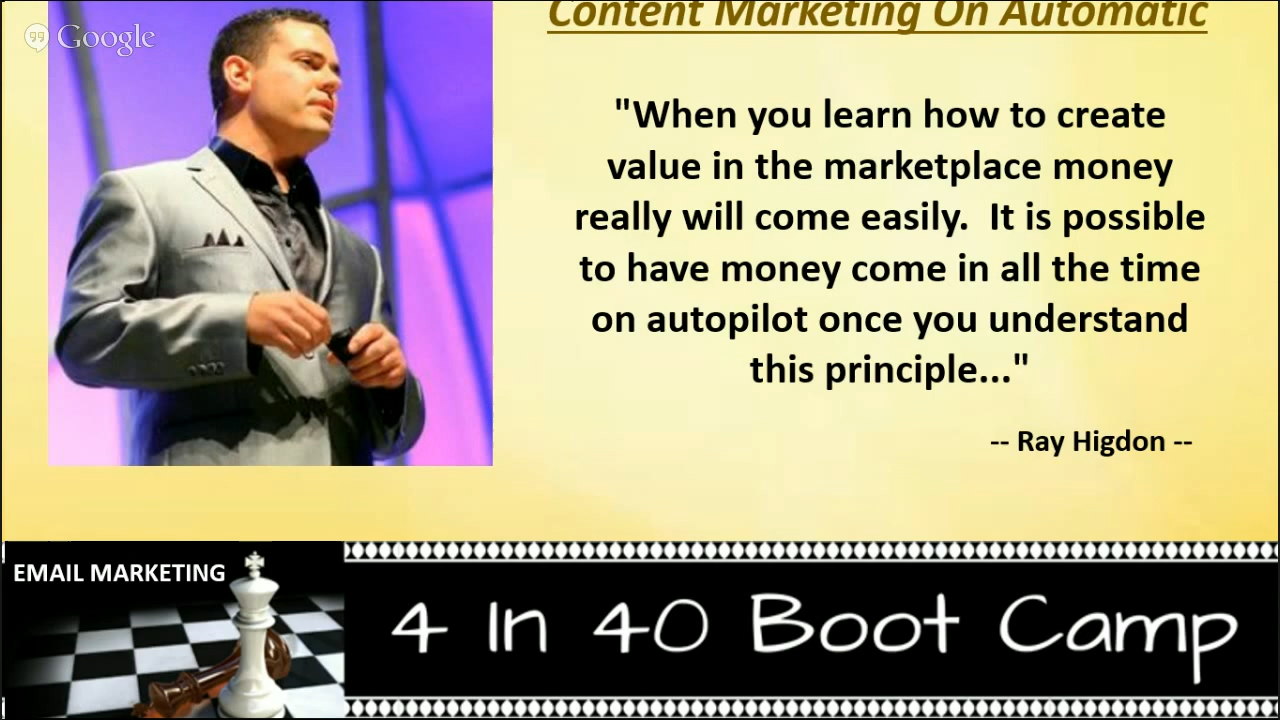 Google
Content Marketing On Automatic
"When you learn how to create
value in the marketplace money
really will come easily.  It is possible
to have money come in all the time
on autopilot once you understand
this principle..."
-- Ray Higdon --
EMAIL MARKETING
4 In 40 Boot Camp